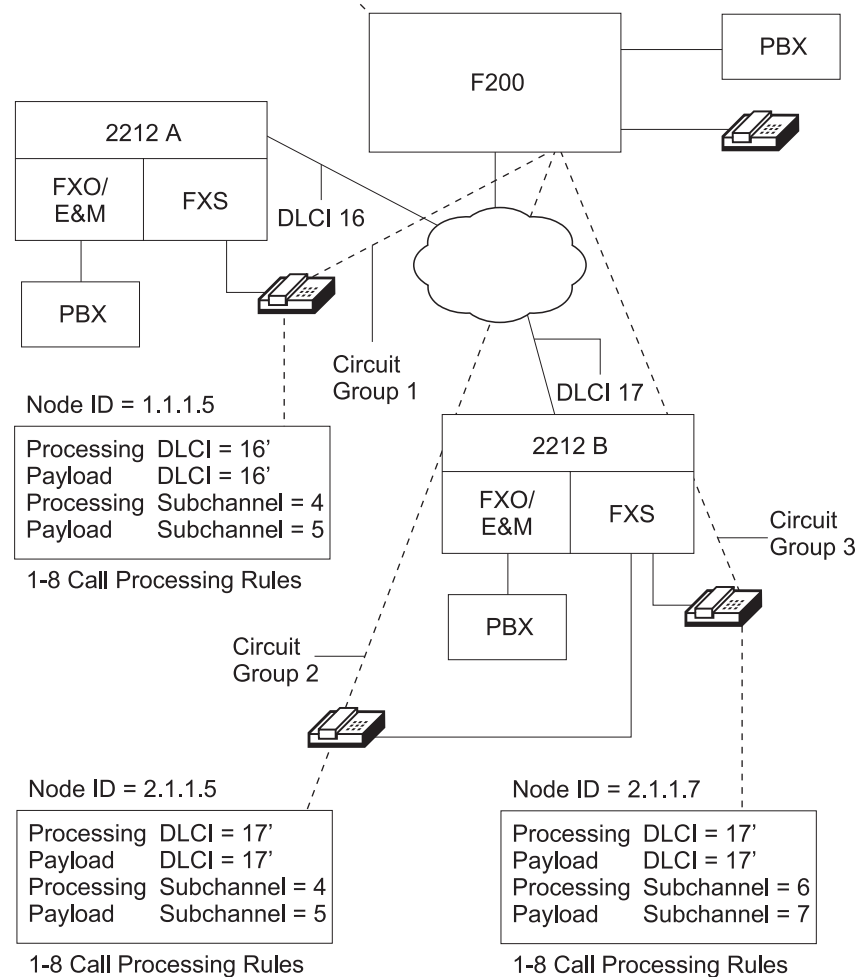 F200
PBX
2212 A
FXO/
E&M
FXS
DLCI 16
PBX
Circuit
Group 1
DLCI 17
Node ID = 1.1.1.5
Processing DLCI = 16’
Payload DLCI = 16’
Processing Subchannel = 4
Payload Subchannel = 5
1-8 Call Processing Rules
2212 B
FXO/
E&M
FXS
Circuit
Group 3
PBX
Circuit
Group 2
Node ID = 2.1.1.5
Processing DLCI = 17’
Payload DLCI = 17’
Processing Subchannel = 4
Payload Subchannel = 5
1-8 Call Processing Rules
Node ID = 2.1.1.7
Processing DLCI = 17’
Payload DLCI = 17’
Processing Subchannel = 6
Payload Subchannel = 7
1-8 Call Processing Rules